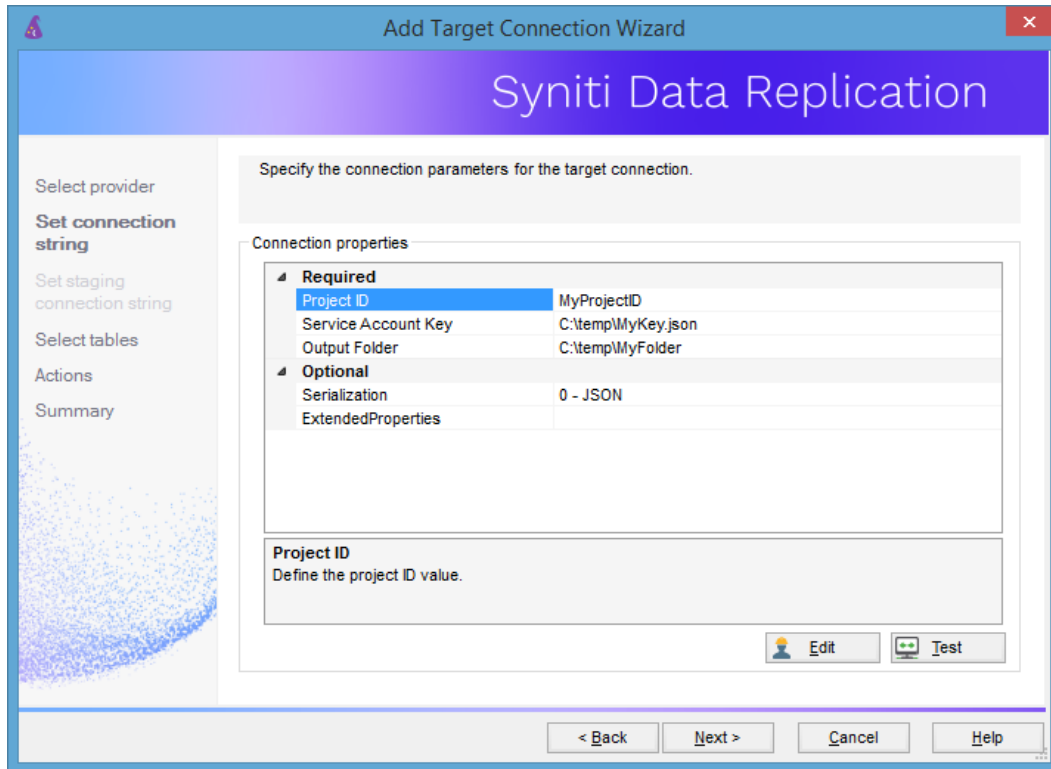 Add Target Connection Wizard
Syniti Data Replication
Select provider
Set connection
string
Set staging
connection string
Select tables
Actions
Summary
Specify the connection parameters for the target connection.
Connection properties
Required
Project ID MyProjectID
Service Account Key C:\temp\MyKey.json
Output Folder C:\temp\MyFolder
Optional
Serialization 0 - JSON
ExtendedProperties
Project ID
Define the project ID value.
Edit Test
< Back Next > Cancel Help